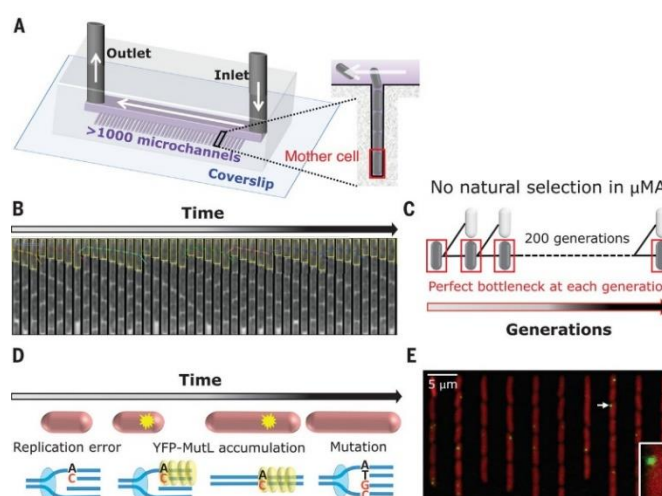 A
Outlet
Inlet
>1000 microchannels
Coverslip
Mother cell
B
Time
No natural selection in μMA
C
200 generations
Perfect bottleneck at each generation
Generations
D
Time
Replication error
YFP-MutL accumulation
Mutation
A
C
A
C
A
C
A
T
G
C
E
5 μm